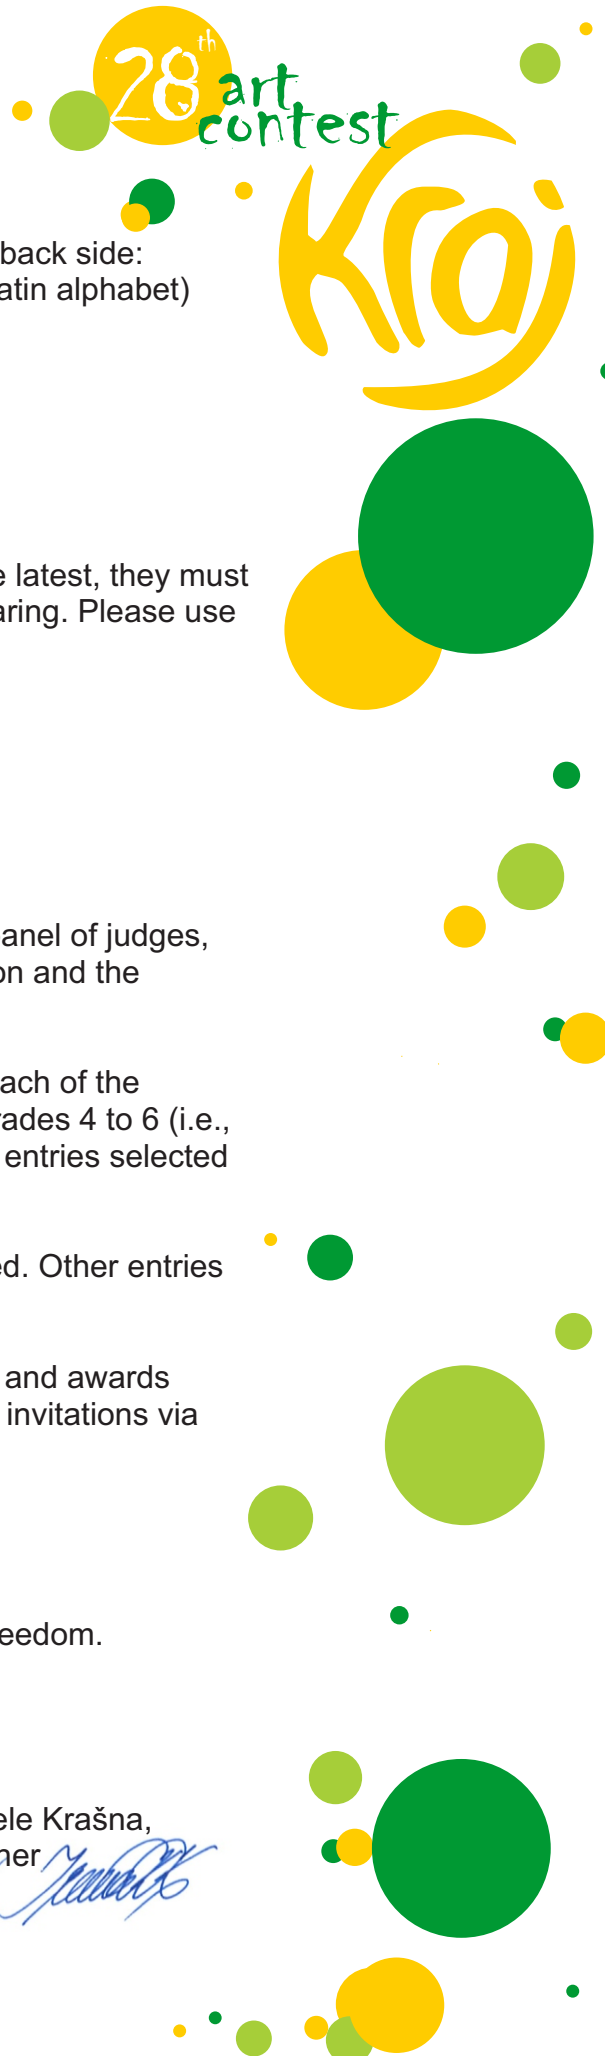 28th
art
contest
Kraj
back side:
atin alphabet)
e latest, they must
aring. Please use
anel of judges,
on and the
ach of the
rades 4 to 6 (i.e.,
entries selected
ed. Other entries
and awards
invitations via
reedom.
ele Krašna,
ner